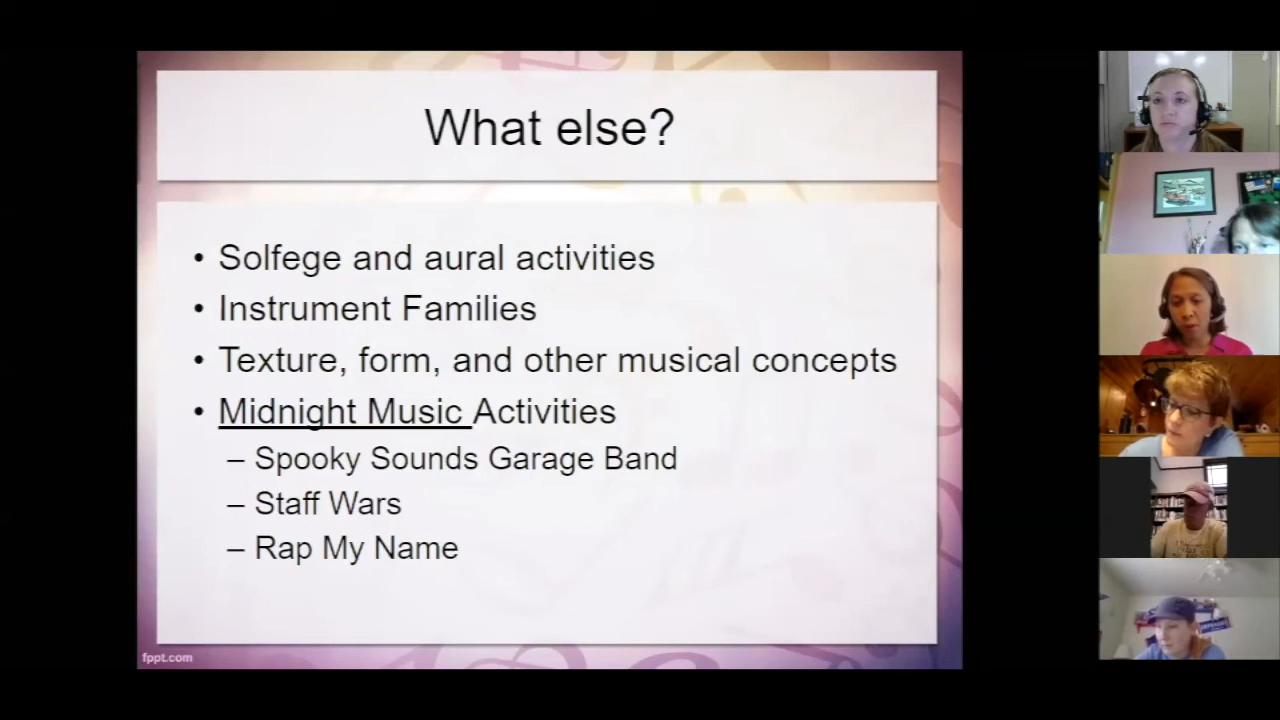 What else?
• Solfege and aural activities
• Instrument Families
• Texture, form, and other musical concepts
• Midnight Music Activities
– Spooky Sounds Garage Band
– Staff Wars
– Rap My Name
fppt.com